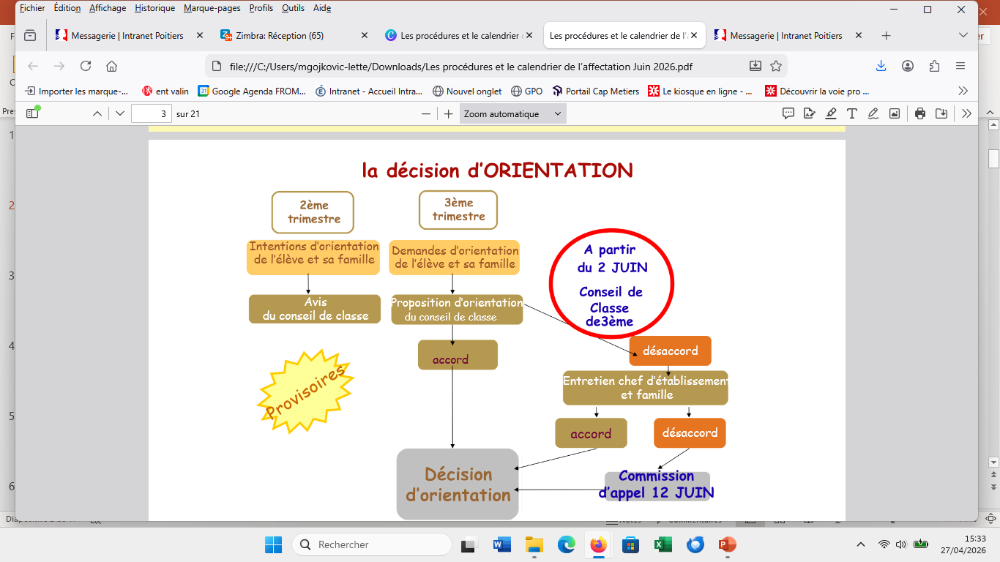 Fichier Édition Affichage Historique Marque-pages Profils Outils Aide
Messagerie | Intranet Poitiers
Zimbra: Réception (65)
Les procédures et le calendrier
Les procédures et le calendrier de l'a
Messagerie | Intranet Poitiers
file:///C:/Users/mgojkovic-lette/Downloads/Les procédures et le calendrier de l'affectation Juin 2026.pdf
Importer les marque-... ent valin Google Agenda FROM... Intranet - Accueil Intra... Nouvel onglet GPO Portail Cap Metiers Le kiosque en ligne - ... Découvrir la voie pro ...
3 sur 21 Zoom automatique
la décision d'ORIENTATION
2ème
trimestre
3ème
trimestre
Intentions d'orientation
de l'élève et sa famille
Demandes d'orientation
de l'élève et sa famille
A partir
du 2 JUIN
Conseil de
Classe
de3ème
Avis
du conseil de classe
Proposition d'orientation
du conseil de classe
accord
désaccord
Entretien chef d'établissement
et famille
Provisoires
accord
désaccord
Décision
d'orientation
Commission
d'appel 12 JUIN
1
2
3
4
5
6
Rechercher
15:33
27/04/2026